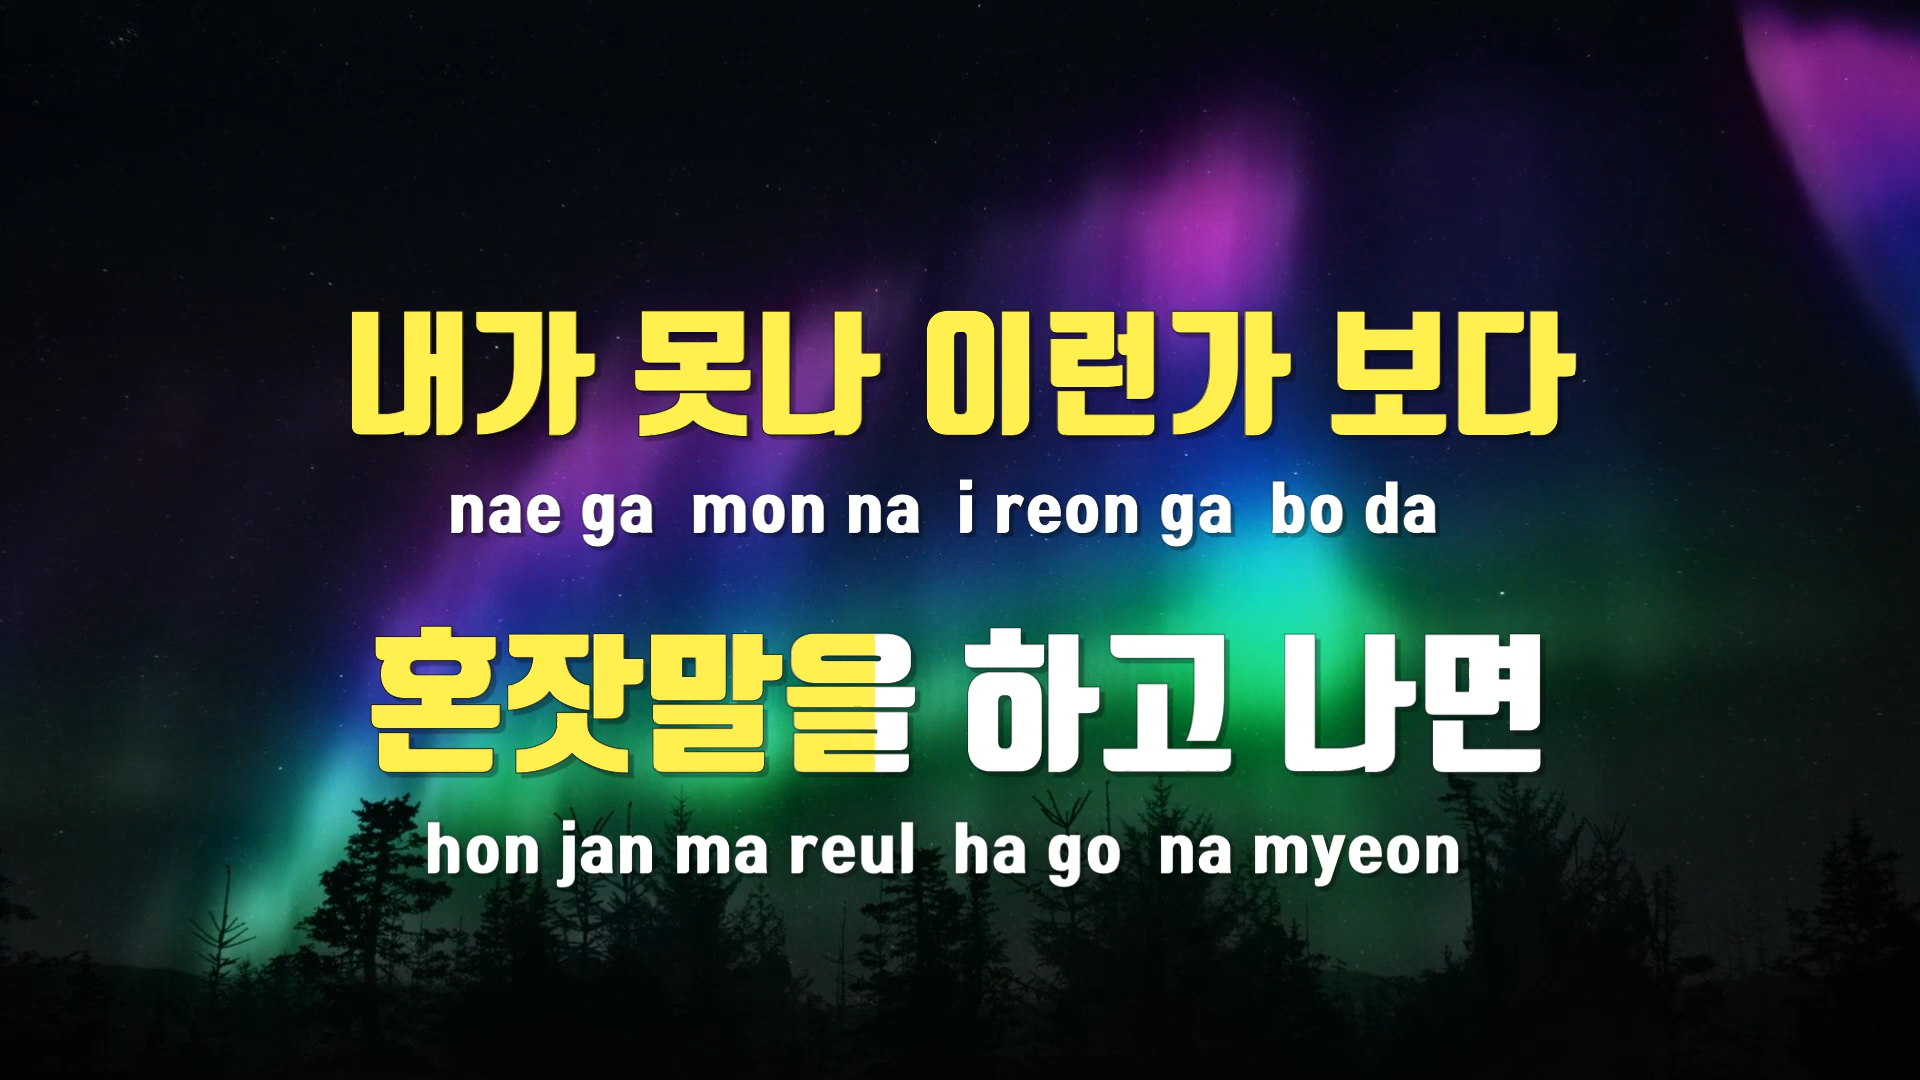 내가 못나 이런가 보다
nae ga mon na i reon ga bo da
혼잣말을 하고 나면
hon jan ma reul ha go na myeon